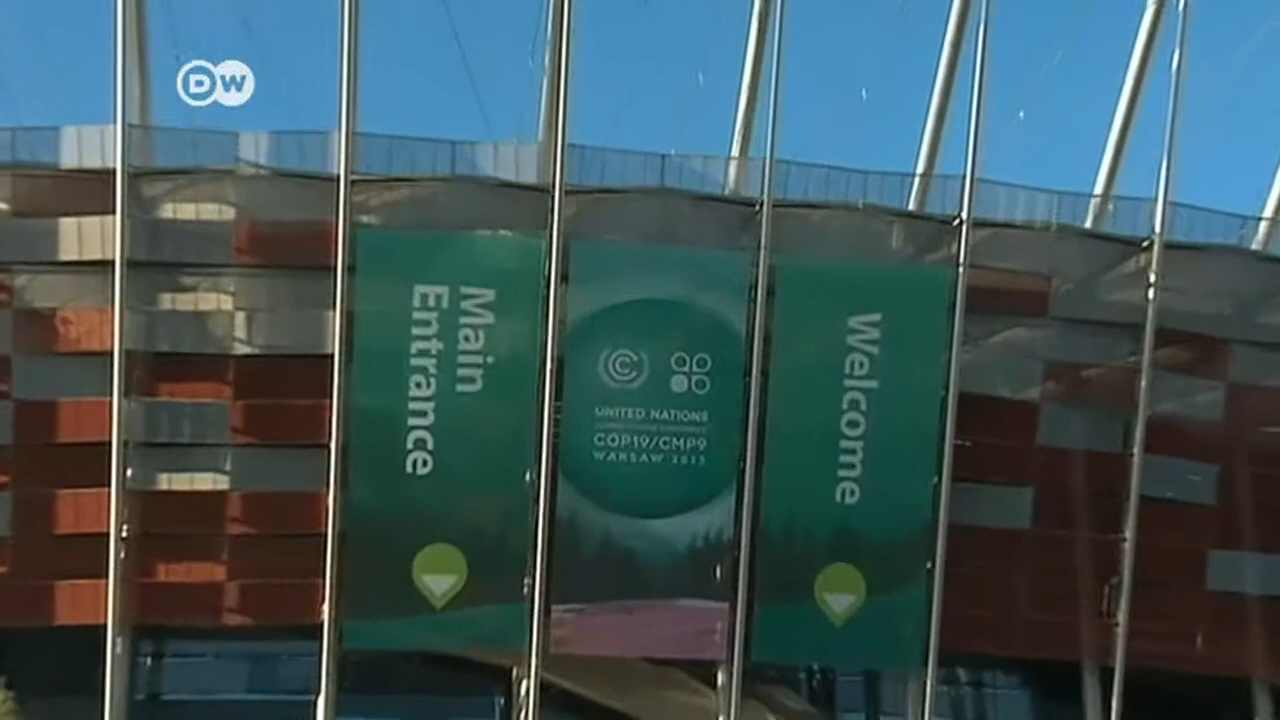 DW
Main
Entrance
UNITED NATIONS
COP19/CMP9
WARSAW 2013
Welcome